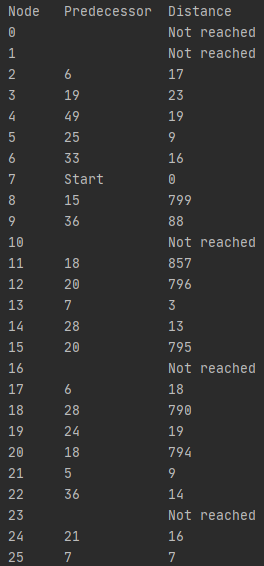 Node Predecessor Distance
0 Not reached
1 Not reached
2 6 17
3 19 23
4 49 19
5 25 9
6 33 16
7 Start 0
8 15 799
9 36 88
10 Not reached
11 18 857
12 20 796
13 7 3
14 28 13
15 20 795
16 Not reached
17 6 18
18 28 790
19 24 19
20 18 794
21 5 9
22 36 14
23 Not reached
24 21 16
25 7 7